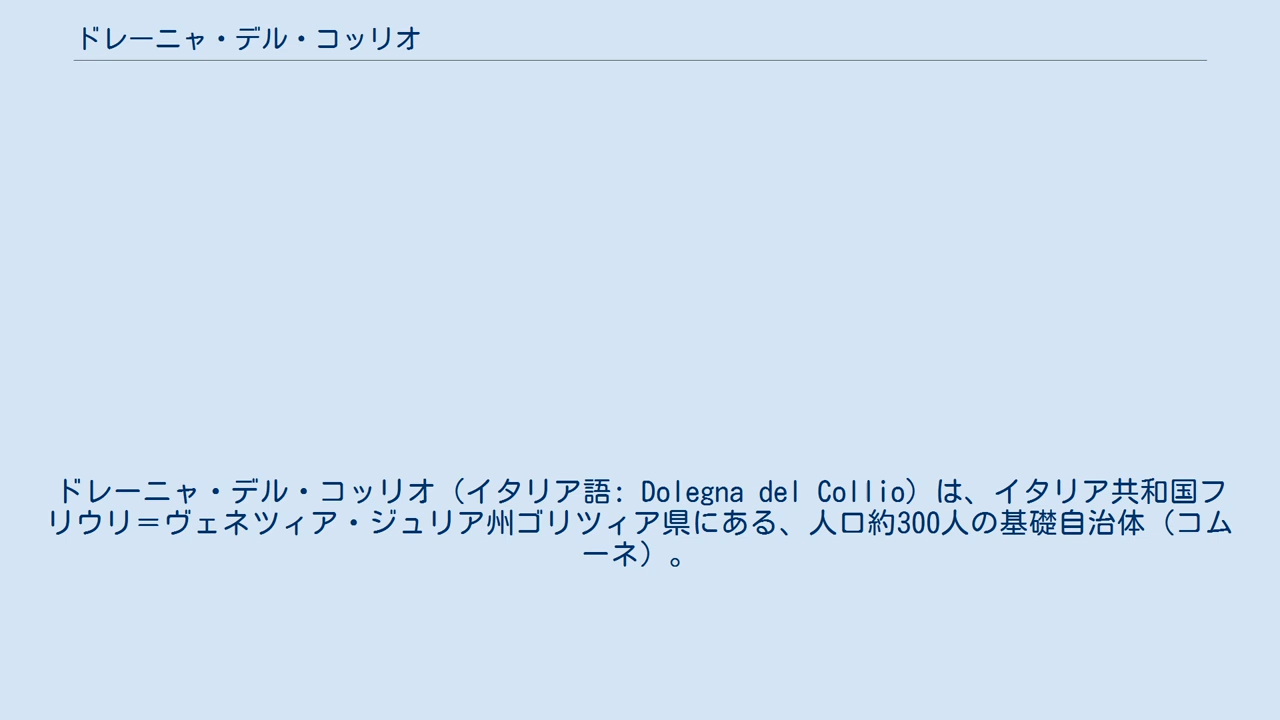 ドレーニャ・デル・コッリオ
ドレーニャ・デル・コッリオ（イタリア語: Dolegna del Collio）は、イタリア共和国フ
リウリ＝ヴェネツィア・ジュリア州ゴリツィア県にある、人口約300人の基礎自治体（コム
ーネ）。